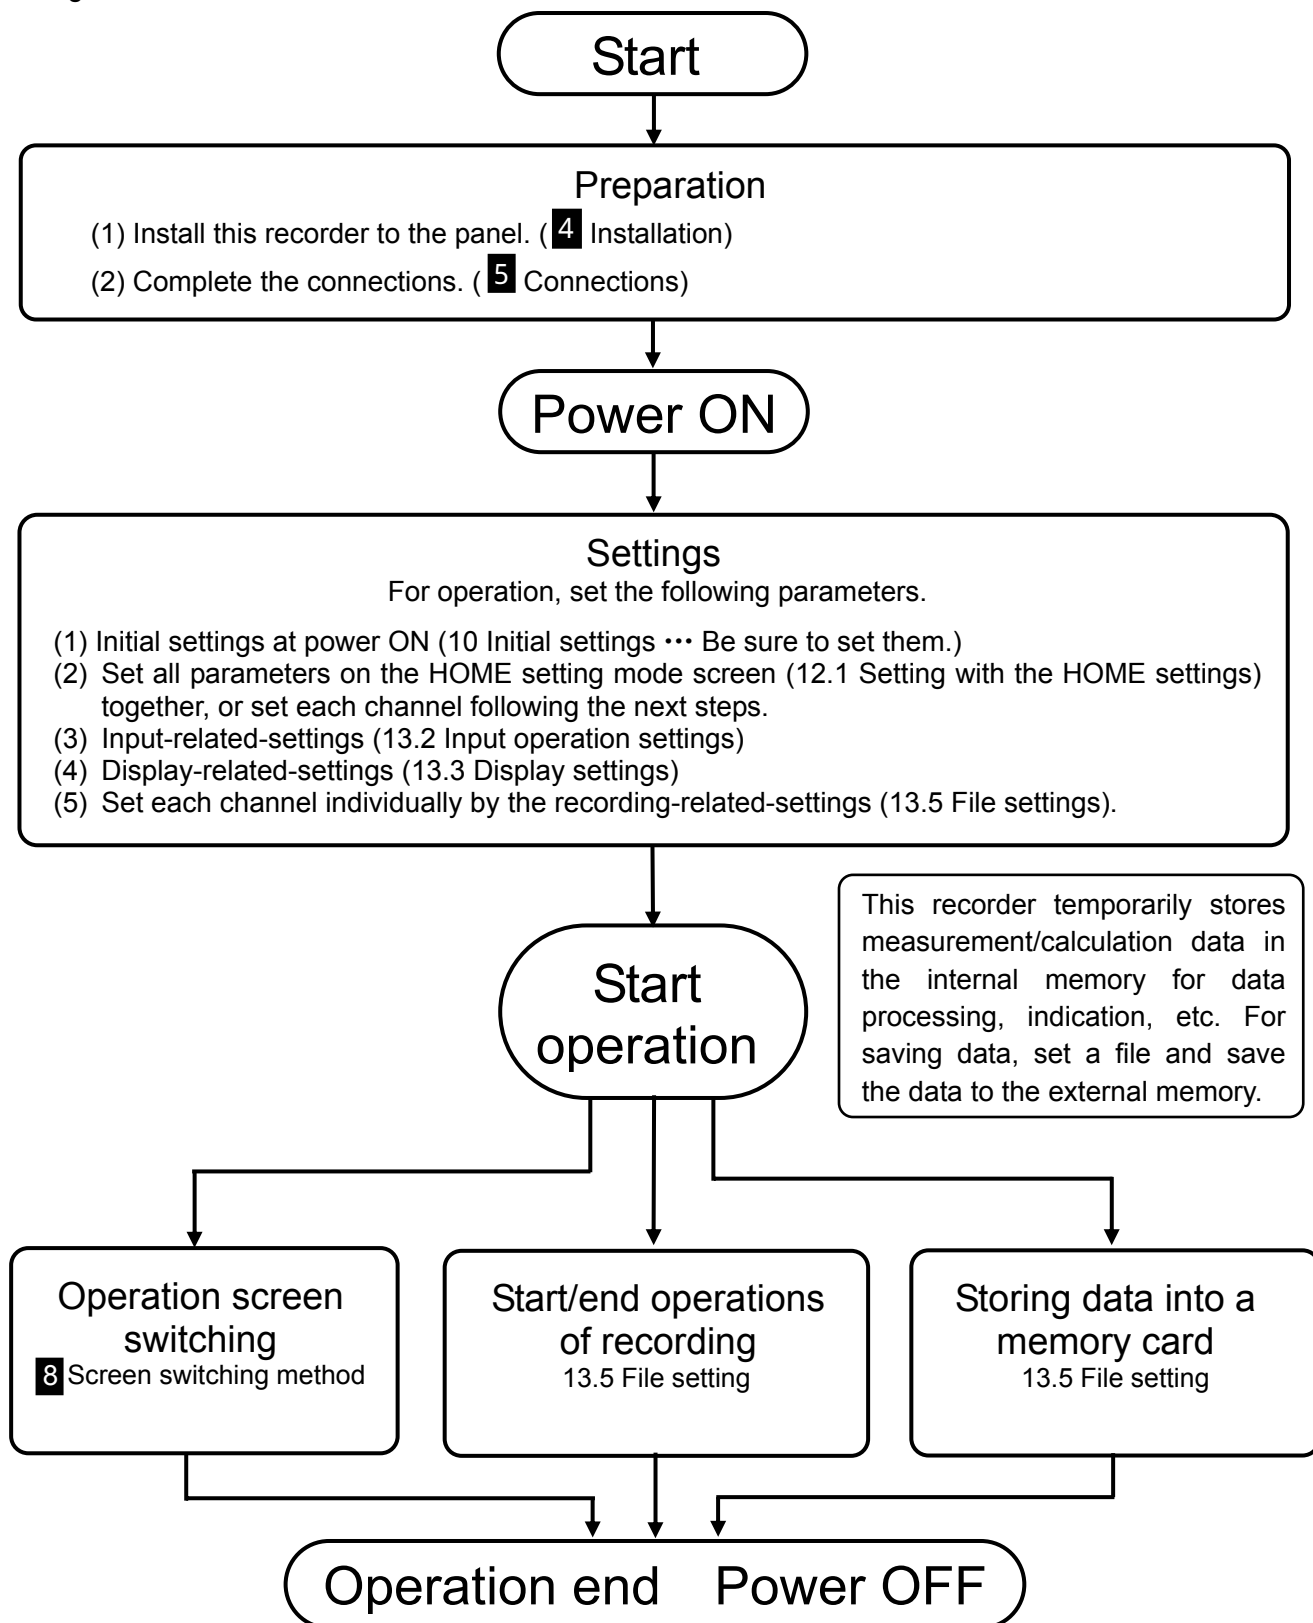 Start
Preparation
(1) Install this recorder to the panel. ( 4 Installation)
(2) Complete the connections. ( 5 Connections)
Power ON
Settings
For operation, set the following parameters.
(1) Initial settings at power ON (10 Initial settings ··· Be sure to set them.)
(2) Set all parameters on the HOME setting mode screen (12.1 Setting with the HOME settings)
together, or set each channel following the next steps.
(3) Input-related-settings (13.2 Input operation settings)
(4) Display-related-settings (13.3 Display settings)
(5) Set each channel individually by the recording-related-settings (13.5 File settings).
This recorder temporarily stores
measurement/calculation data in
the internal memory for data
processing, indication, etc. For
saving data, set a file and save
the data to the external memory.
Start
operation
Operation screen
switching
8 Screen switching method
Start/end operations
of recording
13.5 File setting
Storing data into a
memory card
13.5 File setting
Operation end Power OFF